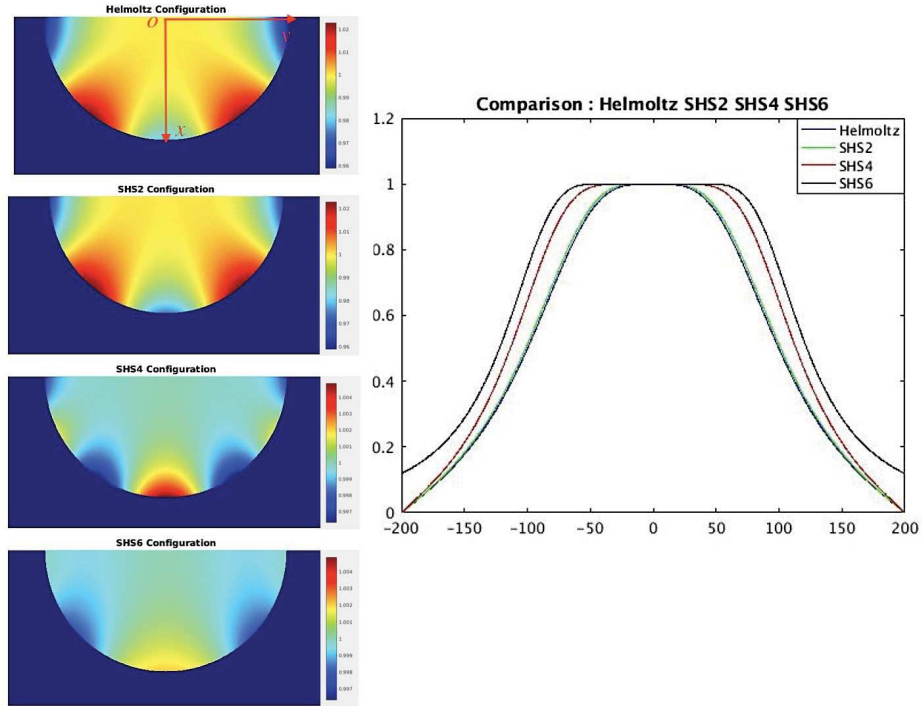 Helmoltz Configuration
O
y
x
1.02
1.01
1
0.99
0.98
0.97
0.96
SHS2 Configuration
1.02
1.01
1
0.99
0.98
0.97
0.96
SHS4 Configuration
1.004
1.003
1.002
1.001
1
0.999
0.998
0.997
SHS6 Configuration
1.004
1.003
1.002
1.001
1
0.999
0.998
0.997
Comparison : Helmoltz SHS2 SHS4 SHS6
Helmoltz
SHS2
SHS4
SHS6
1.2
1
0.8
0.6
0.4
0.2
0
-200 -150 -100 -50 0 50 100 150 200